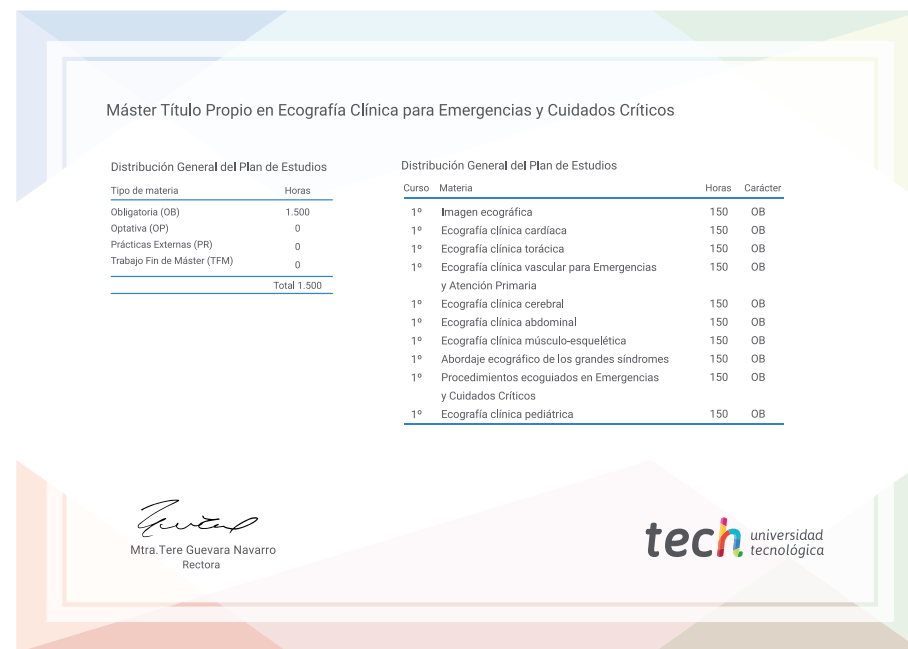 Máster Título Propio en Ecografía Clínica para Emergencias y Cuidados Críticos
Distribución General del Plan de Estudios
Tipo de materia Horas
Obligatoria (OB) 1.500
Optativa (OP) 0
Prácticas Externas (PR) 0
Trabajo Fin de Máster (TFM) 0
Total 1.500
Distribución General del Plan de Estudios
Curso Materia Horas Carácter
1º Imagen ecográfica 150 OB
1º Ecografía clínica cardíaca 150 OB
1º Ecografía clínica torácica 150 OB
1º Ecografía clínica vascular para Emergencias 150 OB
y Atención Primaria
1º Ecografía clínica cerebral 150 OB
1º Ecografía clínica abdominal 150 OB
1º Ecografía clínica músculo-esquelética 150 OB
1º Abordaje ecográfico de los grandes síndromes 150 OB
1º Procedimientos ecoguiados en Emergencias 150 OB
y Cuidados Críticos
1º Ecografía clínica pediátrica 150 OB
Mtra.Tere Guevara Navarro
Rectora
tech universidad
tecnológica